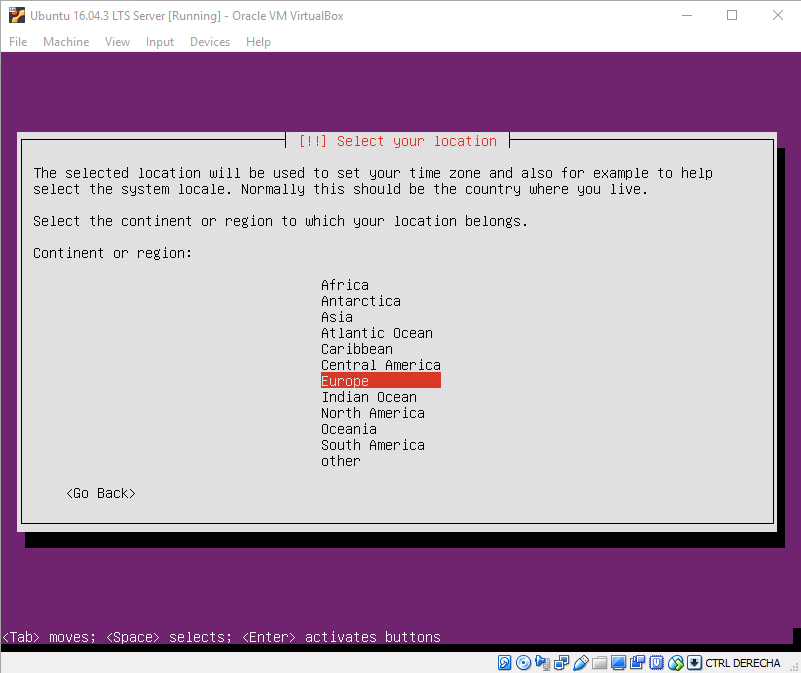 Ubuntu 16.04.3 LTS Server [Running] - Oracle VM VirtualBox
File Machine View Input Devices Help
[!!] Select your location
The selected location will be used to set your time zone and also for example to help
select the system locale. Normally this should be the country where you live.
Select the continent or region to which your location belongs.
Continent or region:
Africa
Antarctica
Asia
Atlantic Ocean
Caribbean
Central America
Europe
Indian Ocean
North America
Oceania
South America
other
<Go Back>
<Tab> moves; <Space> selects; <Enter> activates buttons
CTRL DERECHA